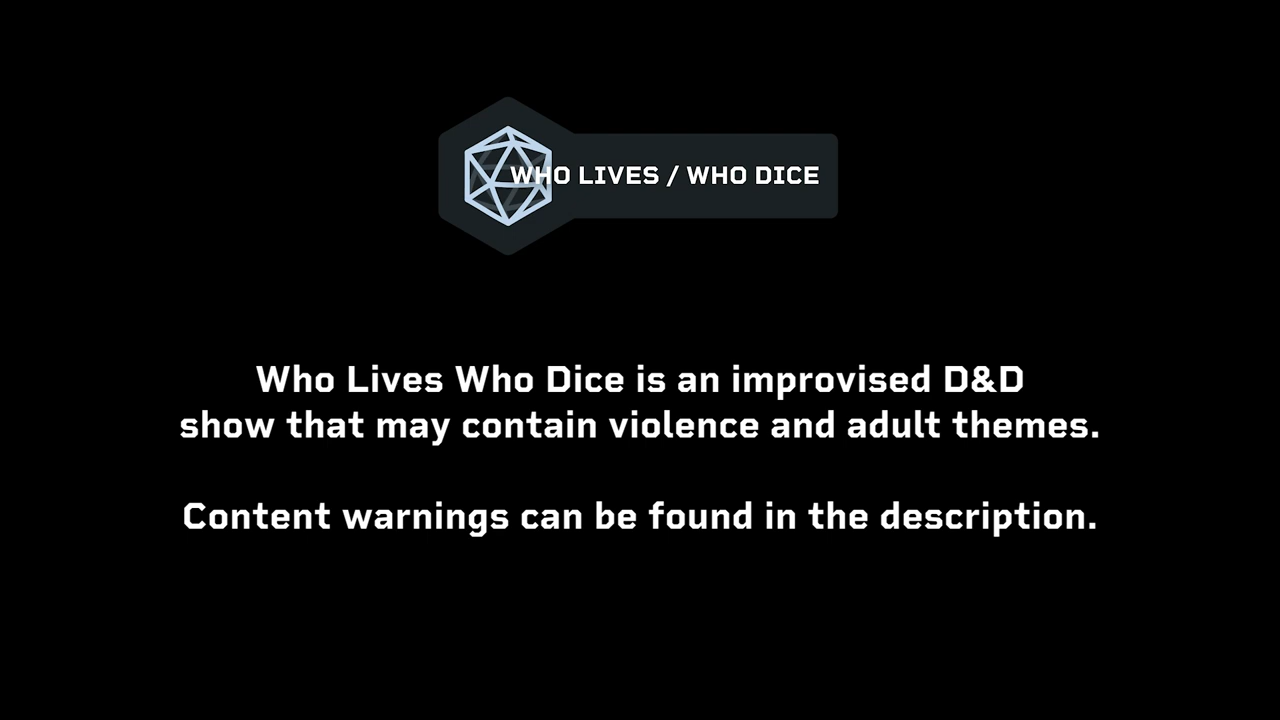 WHO LIVES / WHO DICE
Who Lives Who Dice is an improvised D&D
show that may contain violence and adult themes.
Content warnings can be found in the description.